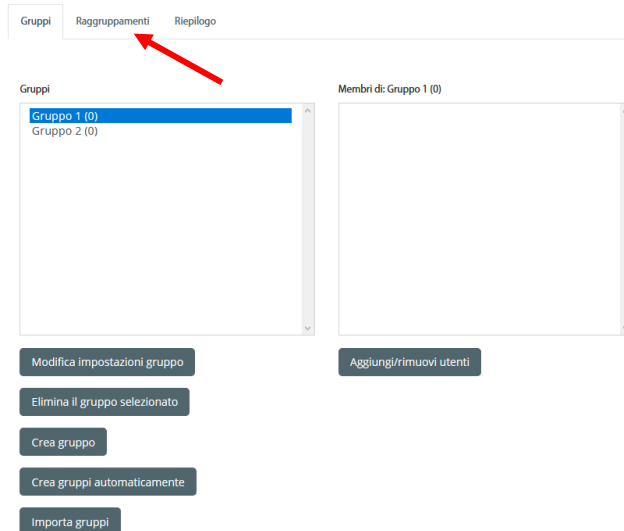 Gruppi Raggruppamenti Riepilogo
Gruppi
Gruppo 1 (0)
Gruppo 2 (0)
Membri di: Gruppo 1 (0)
Modifica impostazioni gruppo
Aggiungi/rimuovi utenti
Elimina il gruppo selezionato
Crea gruppo
Crea gruppi automaticamente
Importa gruppi